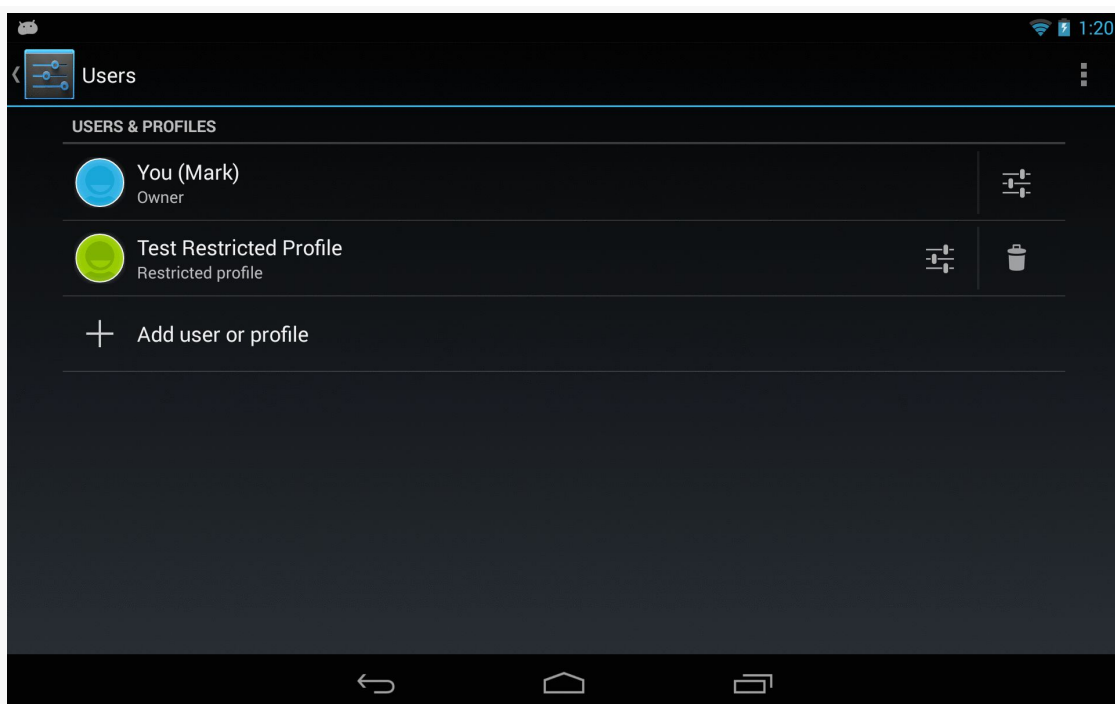 1:20
Users
USERS & PROFILES
You (Mark)
Owner
Test Restricted Profile
Restricted profile
Add user or profile